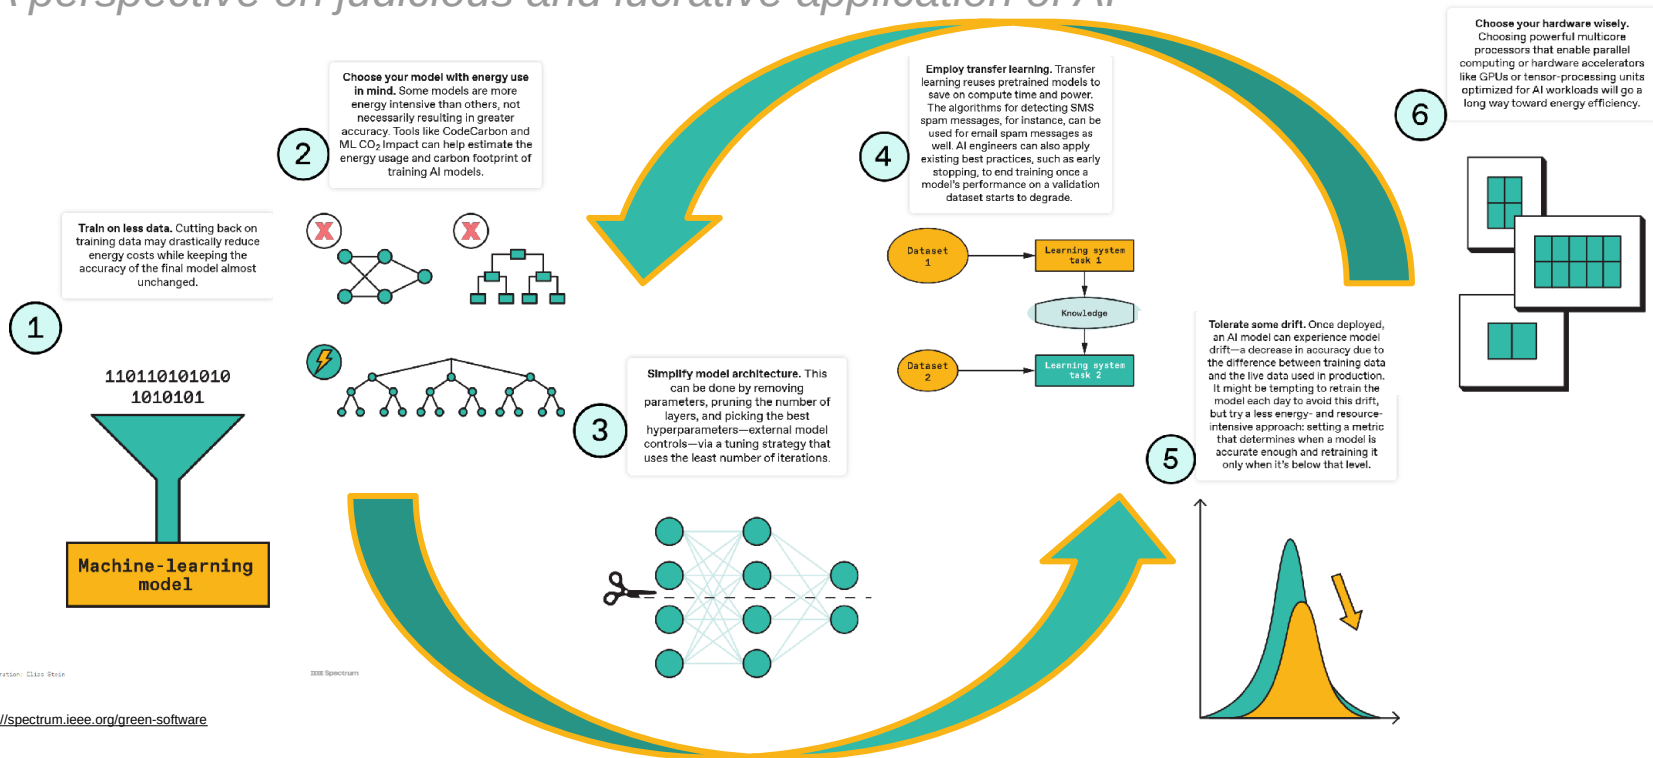 A perspective on judicious and lucrative application of AI
1
Train on less data. Cutting back on
training data may drastically reduce
energy costs while keeping the
accuracy of the final model almost
unchanged.
110110101010
1010101
Machine-learning
model
2
Choose your model with energy use
in mind. Some models are more
energy intensive than others, not
necessarily resulting in greater
accuracy. Tools like CodeCarbon and
ML CO₂ Impact can help estimate the
energy usage and carbon footprint of
training AI models.
X
X
3
Simplify model architecture. This
can be done by removing
parameters, pruning the number of
layers, and picking the best
hyperparameters—external model
controls—via a tuning strategy that
uses the least number of iterations.
4
Employ transfer learning. Transfer
learning reuses pretrained models to
save on compute time and power.
The algorithms for detecting SMS
spam messages, for instance, can be
used for email spam messages as
well. AI engineers can also apply
existing best practices, such as early
stopping, to end training once a
model's performance on a validation
dataset starts to degrade.
Dataset
1
Learning system
task 1
Knowledge
Dataset
2
Learning system
task 2
5
Tolerate some drift. Once deployed,
an AI model can experience model
drift—a decrease in accuracy due to
the difference between training data
and the live data used in production.
It might be tempting to retrain the
model each day to avoid this drift,
but try a less energy- and resource-
intensive approach: setting a metric
that determines when a model is
accurate enough and retraining it
only when it's below that level.
6
Choose your hardware wisely.
Choosing powerful multicore
processors that enable parallel
computing or hardware accelerators
like GPUs or tensor-processing units
optimized for AI workloads will go a
long way toward energy efficiency.
ration: Elias Stein
IEEE Spectrum
//spectrum.ieee.org/green-software